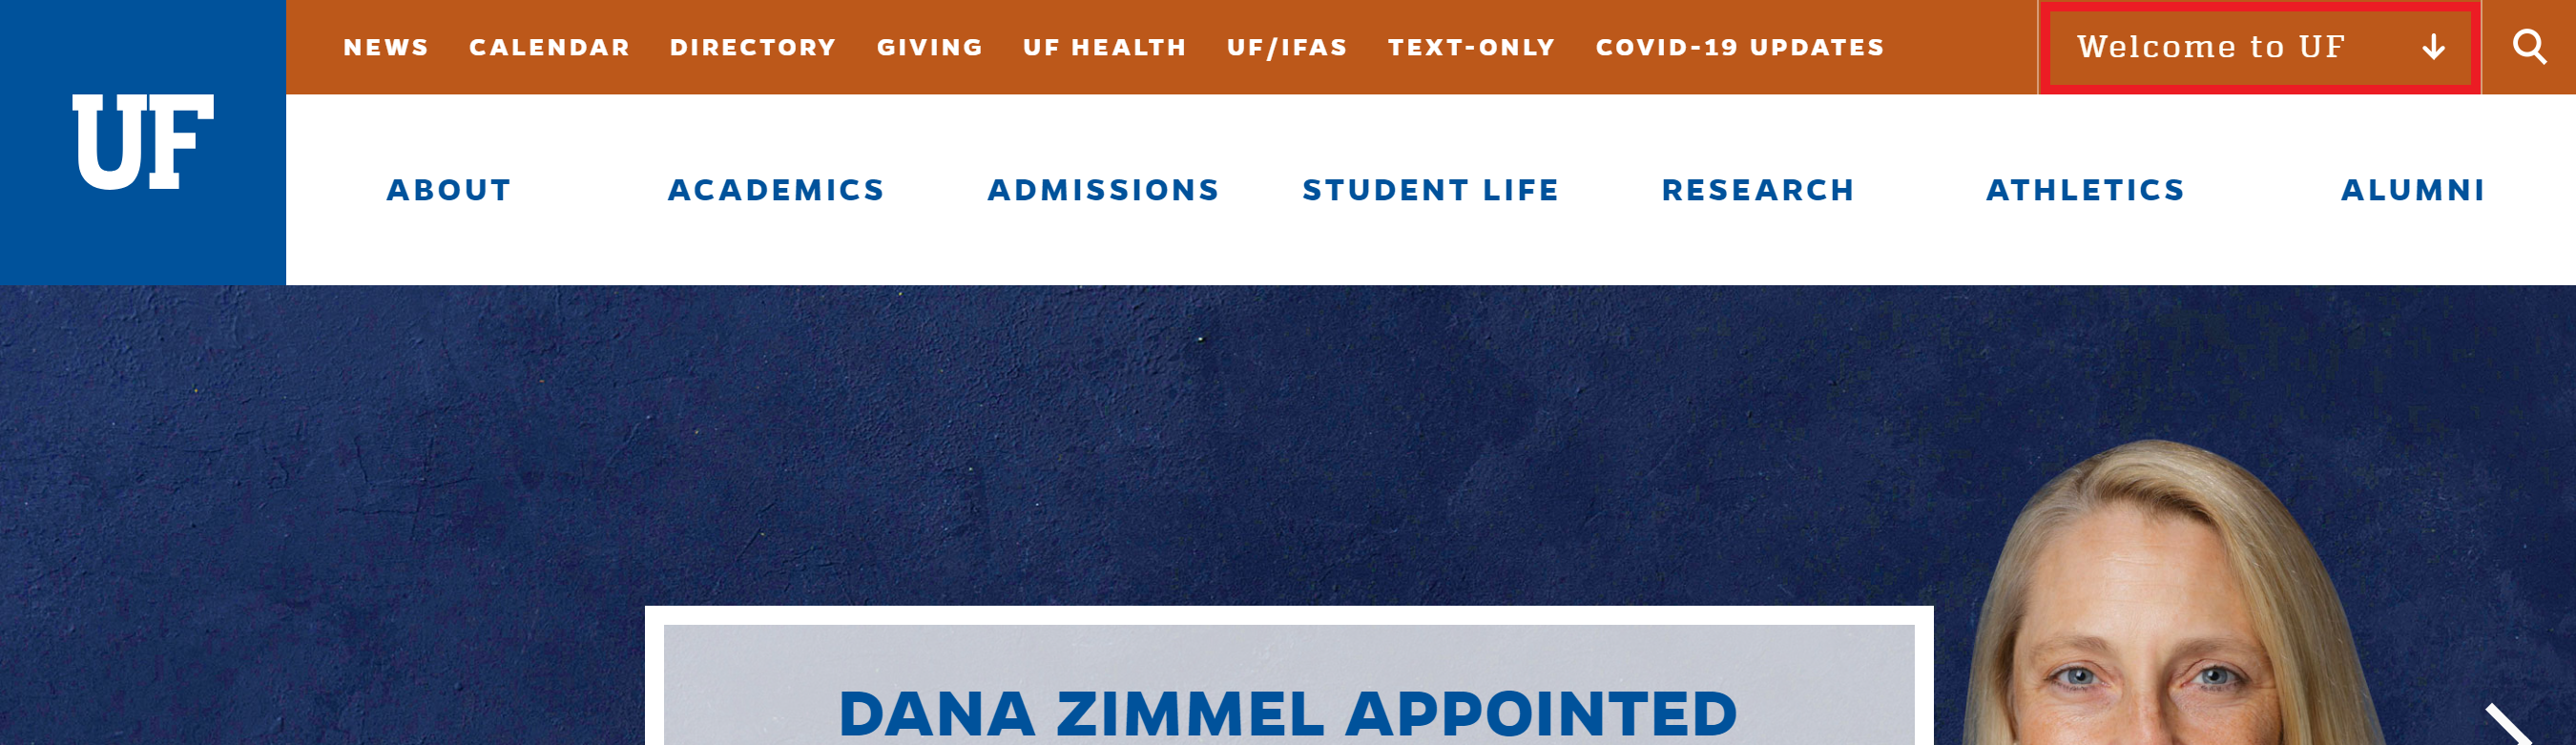 NEWS CALENDAR DIRECTORY GIVING UF HEALTH UF/IFAS TEXT-ONLY COVID-19 UPDATES Welcome to UF
UF
ABOUT ACADEMICS ADMISSIONS STUDENT LIFE RESEARCH ATHLETICS ALUMNI
DANA ZIMMEL APPOINTED